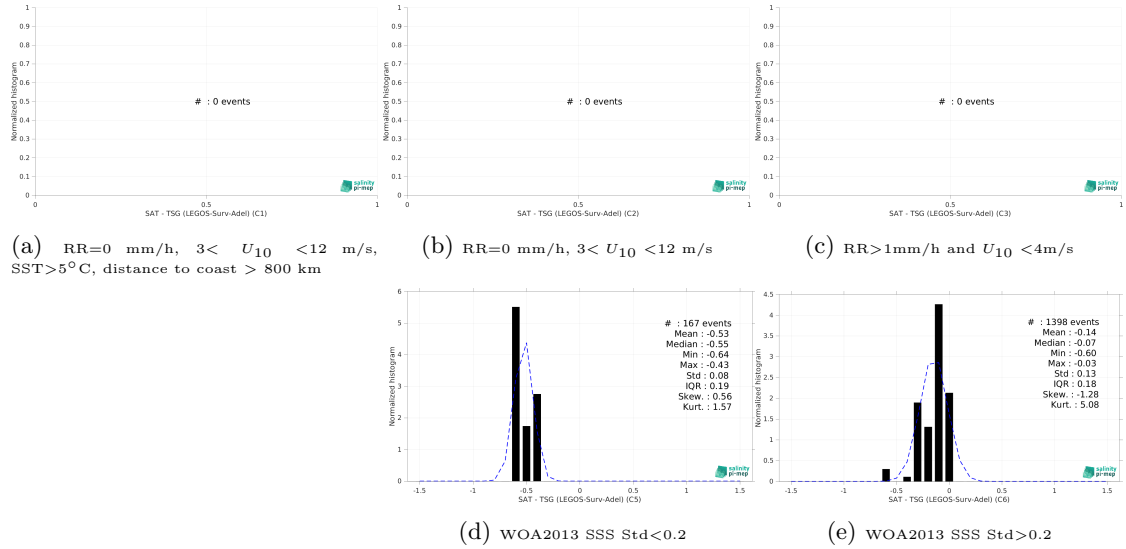 1
0.9
0.8
0.7
0.6
0.5
0.4
0.3
0.2
0.1
0
Normalized histogram
# : 0 events
salinity
pi-mep
0 0.5 1
SAT - TSG (LEGOS-Surv-Adel) (C1)
(a) RR=0 mm/h, 3< U10 <12 m/s,
SST>5°C, distance to coast > 800 km
1
0.9
0.8
0.7
0.6
0.5
0.4
0.3
0.2
0.1
0
Normalized histogram
# : 0 events
salinity
pi-mep
0 0.5 1
SAT - TSG (LEGOS-Surv-Adel) (C2)
(b) RR=0 mm/h, 3< U10 <12 m/s
1
0.9
0.8
0.7
0.6
0.5
0.4
0.3
0.2
0.1
0
Normalized histogram
# : 0 events
salinity
pi-mep
0 0.5 1
SAT - TSG (LEGOS-Surv-Adel) (C3)
(c) RR>1mm/h and U10 <4m/s
6
5
4
3
2
1
0
Normalized histogram
# : 167 events
Mean : -0.53
Median : -0.55
Min : -0.64
Max : -0.43
Std : 0.08
IQR : 0.19
Skew. : 0.56
Kurt. : 1.57
salinity
pi-mep
-1.5 -1 -0.5 0 0.5 1 1.5
SAT - TSG (LEGOS-Surv-Adel) (C5)
(d) WOA2013 SSS Std<0.2
4.5
4
3.5
3
2.5
2
1.5
1
0.5
0
Normalized histogram
# : 1398 events
Mean : -0.14
Median : -0.07
Min : -0.60
Max : -0.03
Std : 0.13
IQR : 0.18
Skew. : -1.28
Kurt. : 5.08
salinity
pi-mep
-1.5 -1 -0.5 0 0.5 1 1.5
SAT - TSG (LEGOS-Surv-Adel) (C6)
(e) WOA2013 SSS Std>0.2